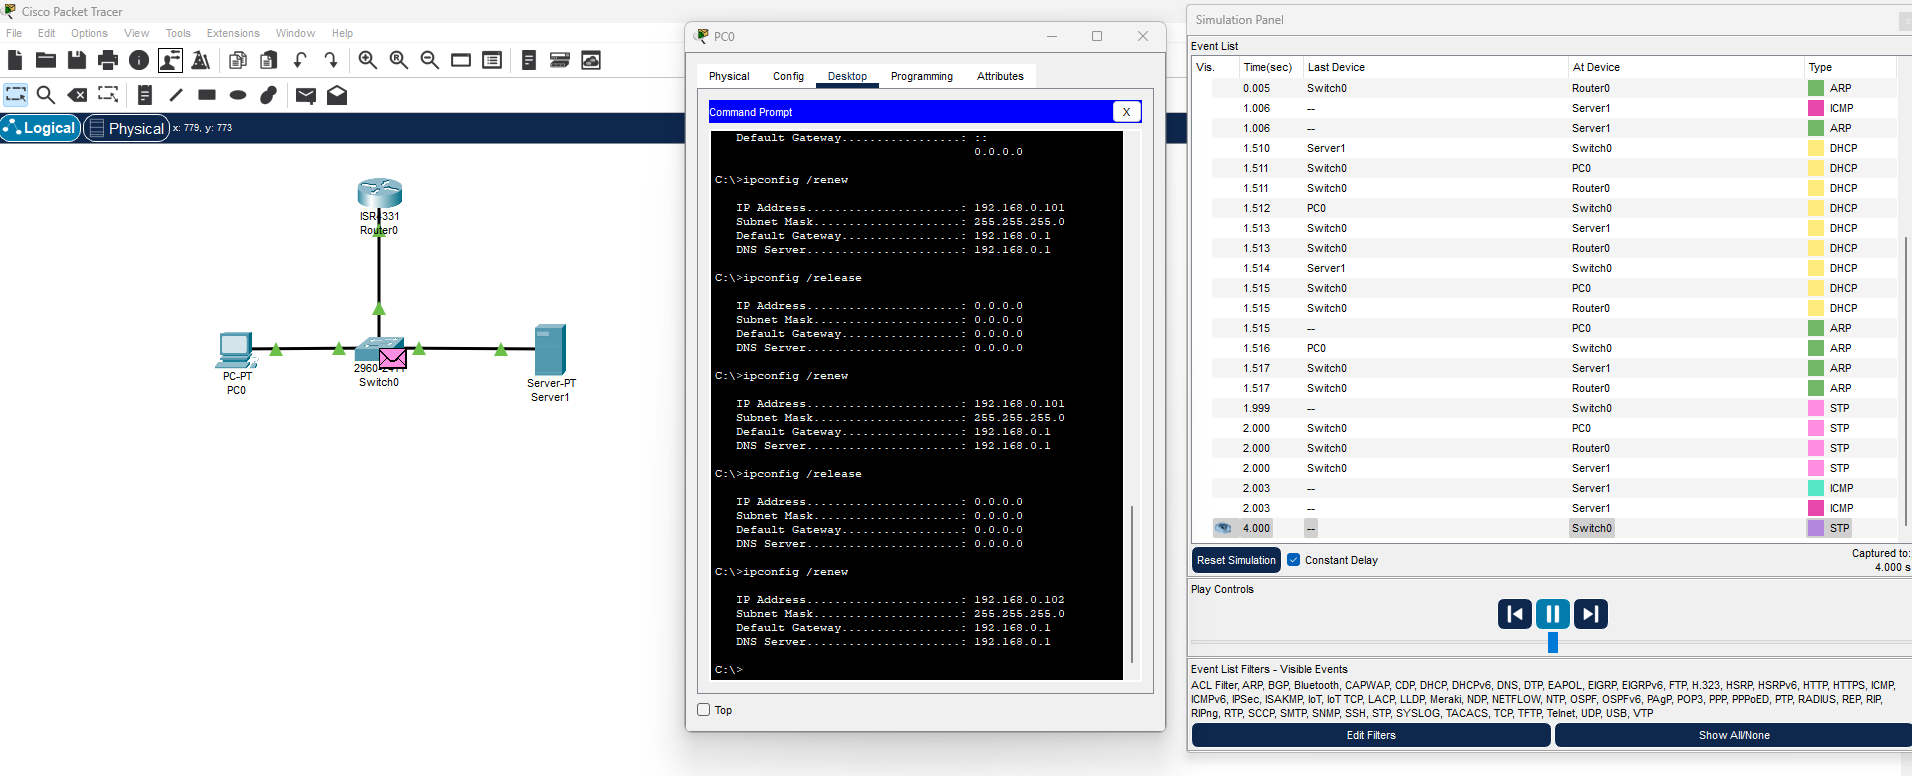 Cisco Packet Tracer
File Edit Options View Tools Extensions Window Help
Logical Physical x: 779, y: 773
ISR4331
Router0
PC-PT
PC0
Switch0
Server-PT
Server1
PC0
Physical Config Desktop Programming Attributes
Command Prompt X
Default Gateway.................: ::
0.0.0.0
C:\>ipconfig /renew
IP Address......................: 192.168.0.101
Subnet Mask.....................: 255.255.255.0
Default Gateway.................: 192.168.0.1
DNS Server......................: 192.168.0.1
C:\>ipconfig /release
IP Address......................: 0.0.0.0
Subnet Mask.....................: 0.0.0.0
Default Gateway.................: 0.0.0.0
DNS Server......................: 0.0.0.0
C:\>ipconfig /renew
IP Address......................: 192.168.0.101
Subnet Mask.....................: 255.255.255.0
Default Gateway.................: 192.168.0.1
DNS Server......................: 192.168.0.1
C:\>ipconfig /release
IP Address......................: 0.0.0.0
Subnet Mask.....................: 0.0.0.0
Default Gateway.................: 0.0.0.0
DNS Server......................: 0.0.0.0
C:\>ipconfig /renew
IP Address......................: 192.168.0.102
Subnet Mask.....................: 255.255.255.0
Default Gateway.................: 192.168.0.1
DNS Server......................: 192.168.0.1
C:\>
Top
Simulation Panel
Event List
Vis. Time(sec) Last Device At Device Type
0.005 Switch0 Router0 ARP
1.006 -- Server1 ICMP
1.006 -- Server1 ARP
1.510 Server1 Switch0 DHCP
1.511 Switch0 PC0 DHCP
1.511 Switch0 Router0 DHCP
1.512 PC0 Switch0 DHCP
1.513 Switch0 Server1 DHCP
1.513 Switch0 Router0 DHCP
1.514 Server1 Switch0 DHCP
1.515 Switch0 PC0 DHCP
1.515 Switch0 Router0 DHCP
1.515 -- PC0 ARP
1.516 PC0 Switch0 ARP
1.517 Switch0 Server1 ARP
1.517 Switch0 Router0 ARP
1.999 -- Switch0 STP
2.000 Switch0 PC0 STP
2.000 Switch0 Router0 STP
2.000 Switch0 Server1 STP
2.003 -- Server1 ICMP
2.003 -- Server1 ICMP
4.000 -- Switch0 STP
Reset Simulation Constant Delay Captured to:
4.000 s
Play Controls
Event List Filters - Visible Events
ACL Filter, ARP, BGP, Bluetooth, CAPWAP, CDP, DHCP, DHCPv6, DNS, DTP, EAPOL, EIGRP, EIGRPv6, FTP, H.323, HSRP, HSRPv6, HTTP, HTTPS, ICMP,
ICMPv6, IPSec, ISAKMP, IoT, IoT TCP, LACP, LLDP, Meraki, NDP, NETFLOW, NTP, OSPF, OSPFv6, PAgP, POP3, PPP, PPPoED, PTP, RADIUS, REP, RIP,
RIPng, RTP, SCCP, SMTP, SNMP, SSH, STP, SYSLOG, TACACS, TCP, TFTP, Telnet, UDP, USB, VTP
Edit Filters Show All/None